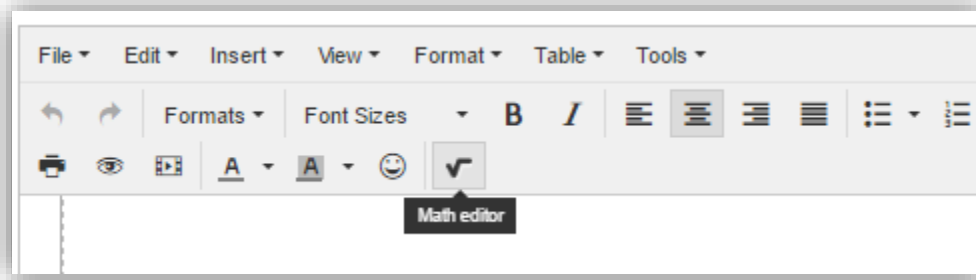 File Edit Insert View Format Table Tools
Formats Font Sizes B I
A A
Math editor